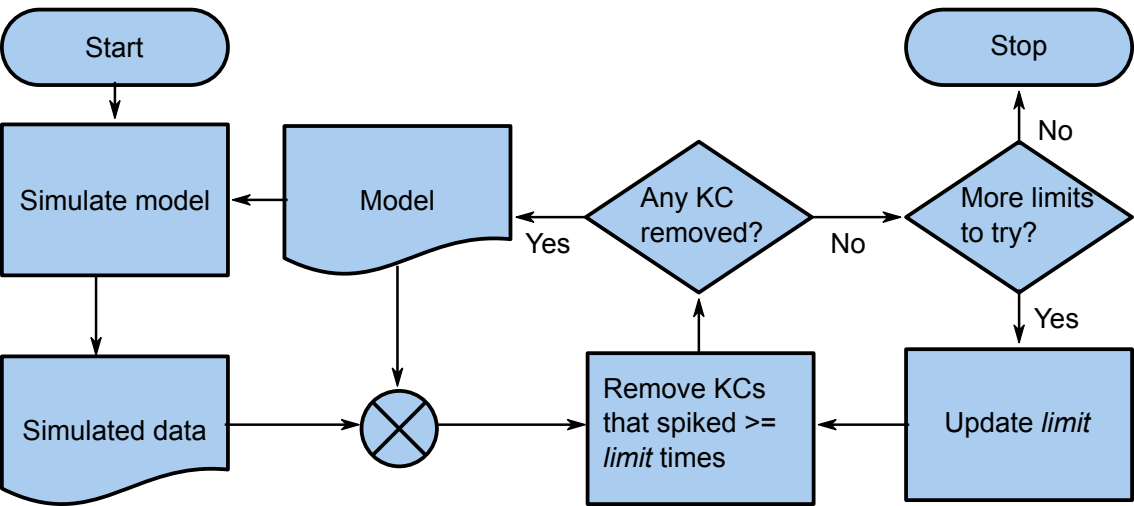 Start
Stop
No
Simulate model
Model
Any KC
removed?
Yes
No
More limits
to try?
Yes
Simulated data
Remove KCs
that spiked >=
limit times
Update limit